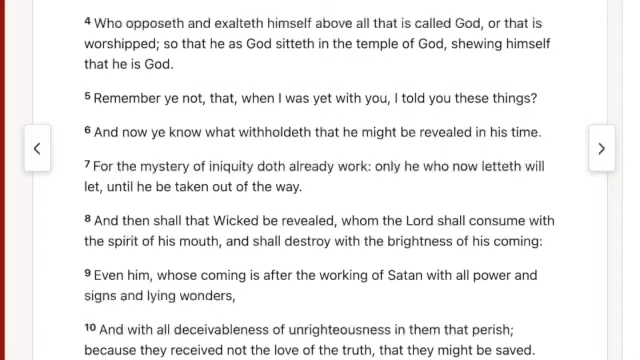 4 Who opposeth and exalteth himself above all that is called God, or that is
worshipped; so that he as God sitteth in the temple of God, shewing himself
that he is God.
5 Remember ye not, that, when I was yet with you, I told you these things?
6 And now ye know what withholdeth that he might be revealed in his time.
7 For the mystery of iniquity doth already work: only he who now letteth will
let, until he be taken out of the way.
8 And then shall that Wicked be revealed, whom the Lord shall consume with
the spirit of his mouth, and shall destroy with the brightness of his coming:
9 Even him, whose coming is after the working of Satan with all power and
signs and lying wonders,
10 And with all deceivableness of unrighteousness in them that perish;
because they received not the love of the truth, that they might be saved.